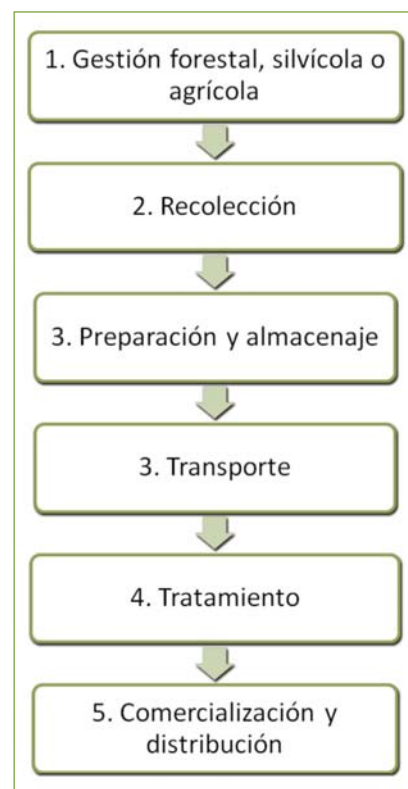 1. Gestión forestal, silvícola o
agrícola
2. Recolección
3. Preparación y almacenaje
3. Transporte
4. Tratamiento
5. Comercialización y
distribución